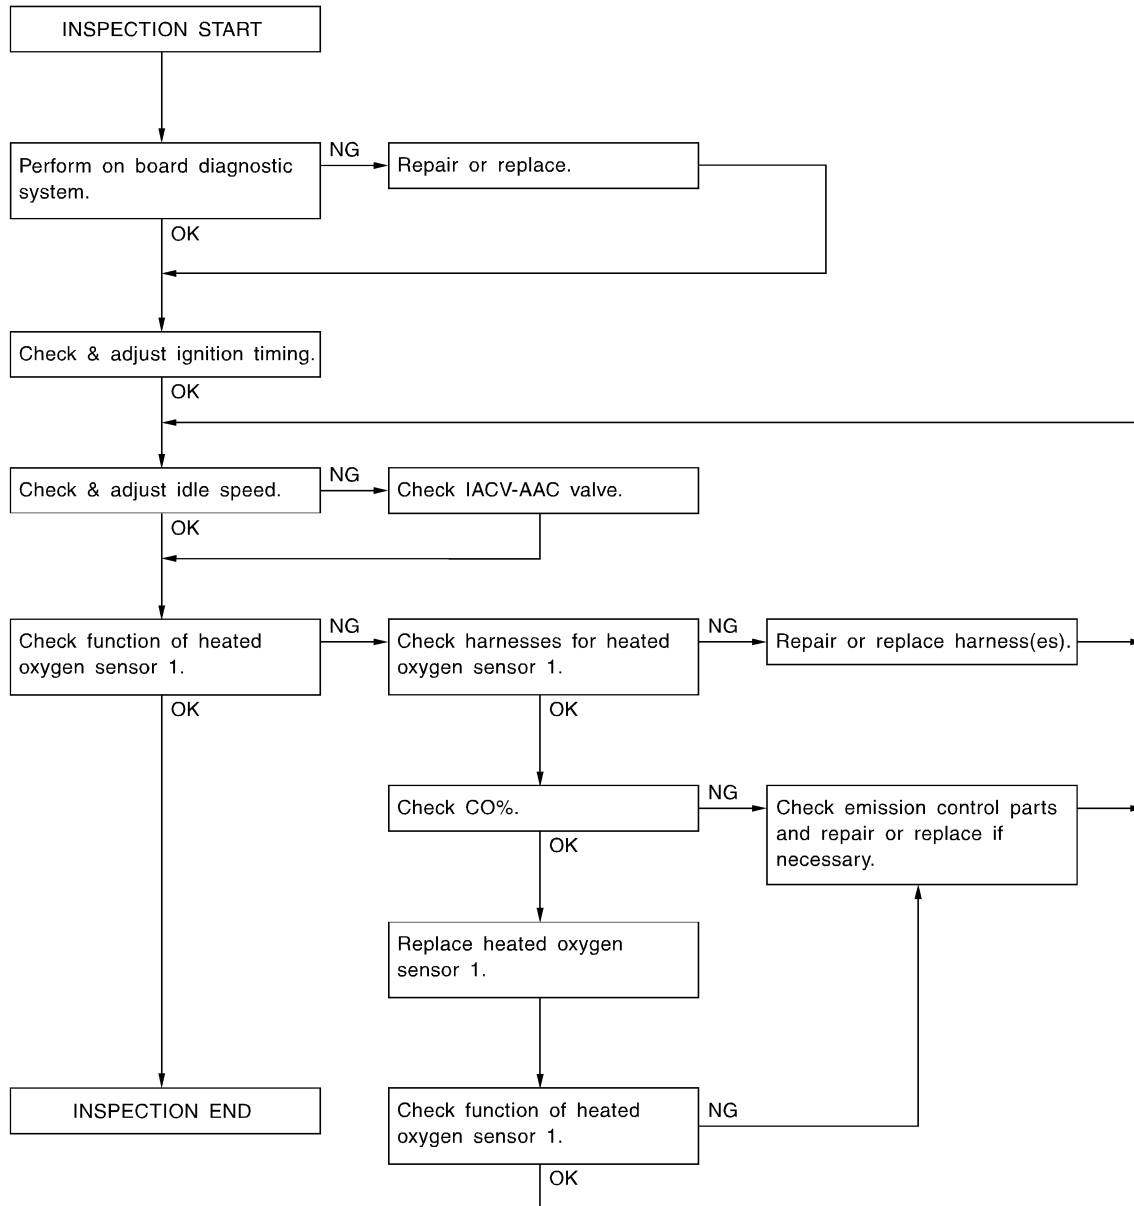 INSPECTION START
Perform on board diagnostic
system.
NG
Repair or replace.
OK
Check & adjust ignition timing.
OK
Check & adjust idle speed.
NG
Check IACV-AAC valve.
OK
Check function of heated
oxygen sensor 1.
NG
Check harnesses for heated
oxygen sensor 1.
NG
Repair or replace harness(es).
OK
OK
Check CO%.
NG
Check emission control parts
and repair or replace if
necessary.
OK
Replace heated oxygen
sensor 1.
INSPECTION END
Check function of heated
oxygen sensor 1.
NG
OK